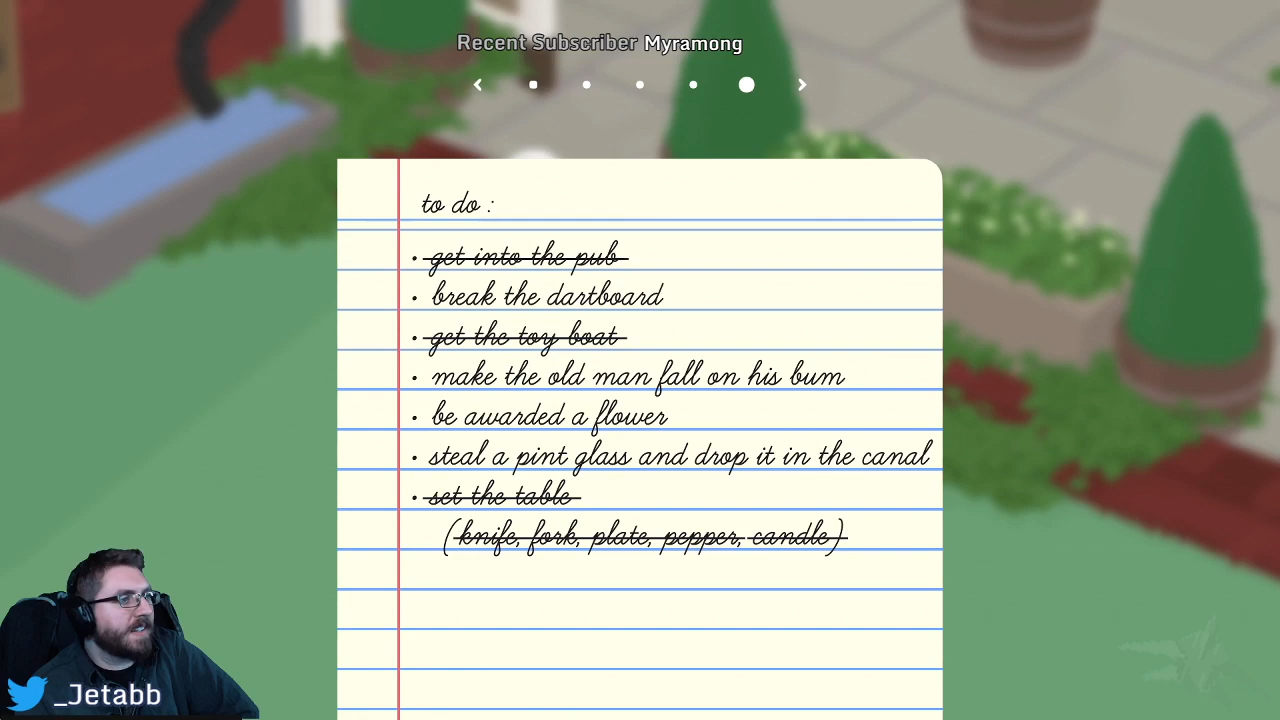 Recent Subscriber Myramong
to do :
• get into the pub
• break the dartboard
• get the toy boat
• make the old man fall on his bum
• be awarded a flower
• steal a pint glass and drop it in the canal
• set the table
(knife, fork, plate, pepper, candle)
_Jetabb